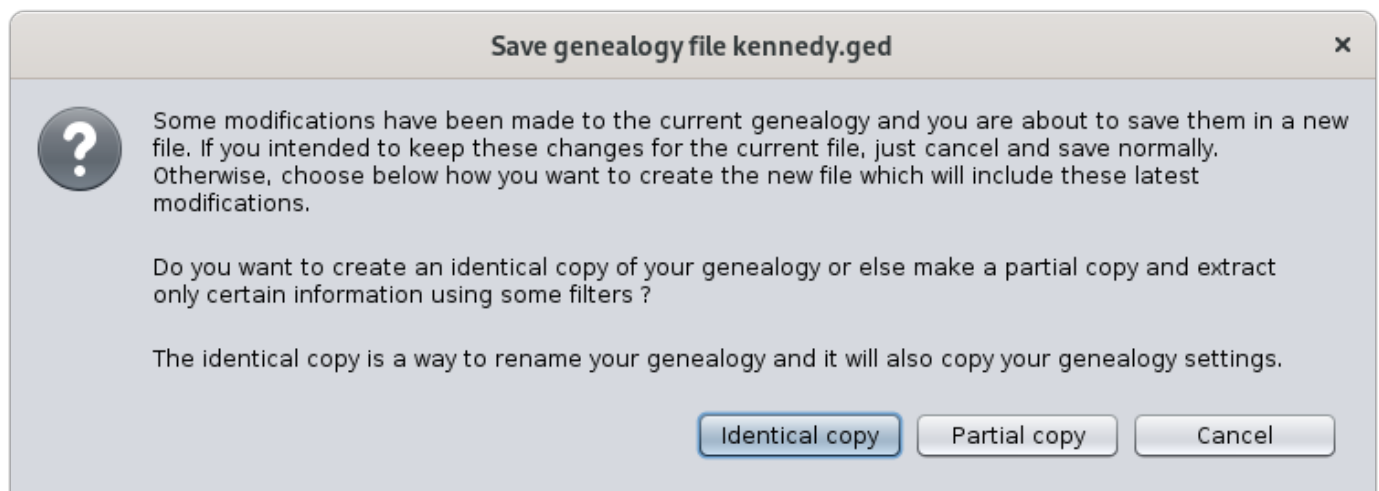 Save genealogy file kennedy.ged
Some modifications have been made to the current genealogy and you are about to save them in a new
file. If you intended to keep these changes for the current file, just cancel and save normally.
Otherwise, choose below how you want to create the new file which will include these latest
modifications.
Do you want to create an identical copy of your genealogy or else make a partial copy and extract
only certain information using some filters ?
The identical copy is a way to rename your genealogy and it will also copy your genealogy settings.
Identical copy Partial copy Cancel